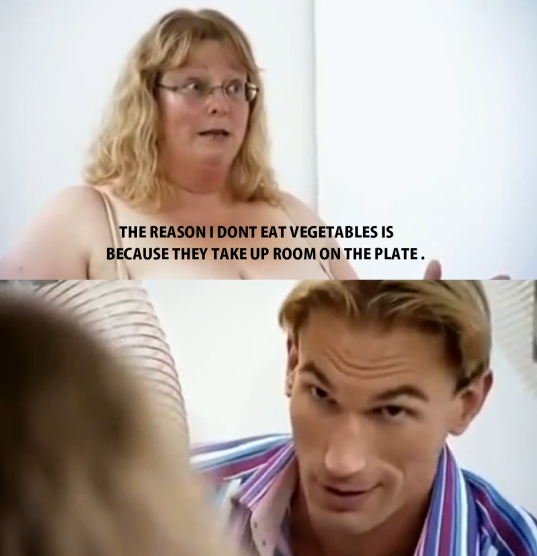 THE REASON I DONT EAT VEGETABLES IS
BECAUSE THEY TAKE UP ROOM ON THE PLATE .